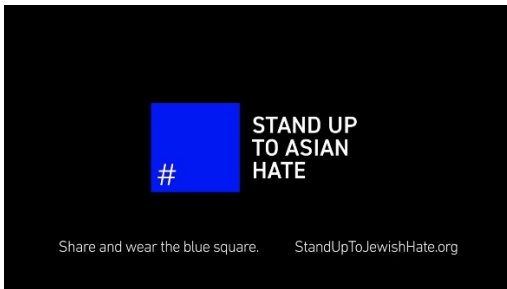 #
STAND UP
TO ASIAN
HATE
Share and wear the blue square. StandUpToJewishHate.org